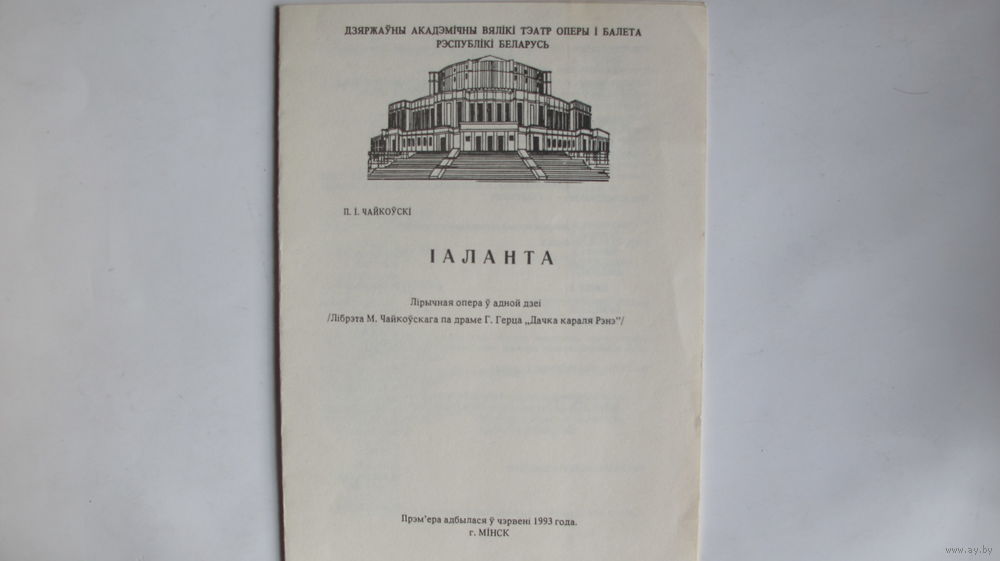 ДЗЯРЖАЎНЫ АКАДЭМІЧНЫ ВЯЛІКІ ТЭАТР ОПЕРЫ І БАЛЕТА
РЭСПУБЛІКІ БЕЛАРУСЬ
П. І. ЧАЙКОЎСКІ
ІАЛАНТА
Лірычная опера ў адной дзеі
/Лібрэта М. Чайкоўскага па драме Г. Герца „Дачка караля Рэнэ"/
Прэм'ера адбылася ў чэрвені 1993 года.
г. МІНСК
www.ay.by